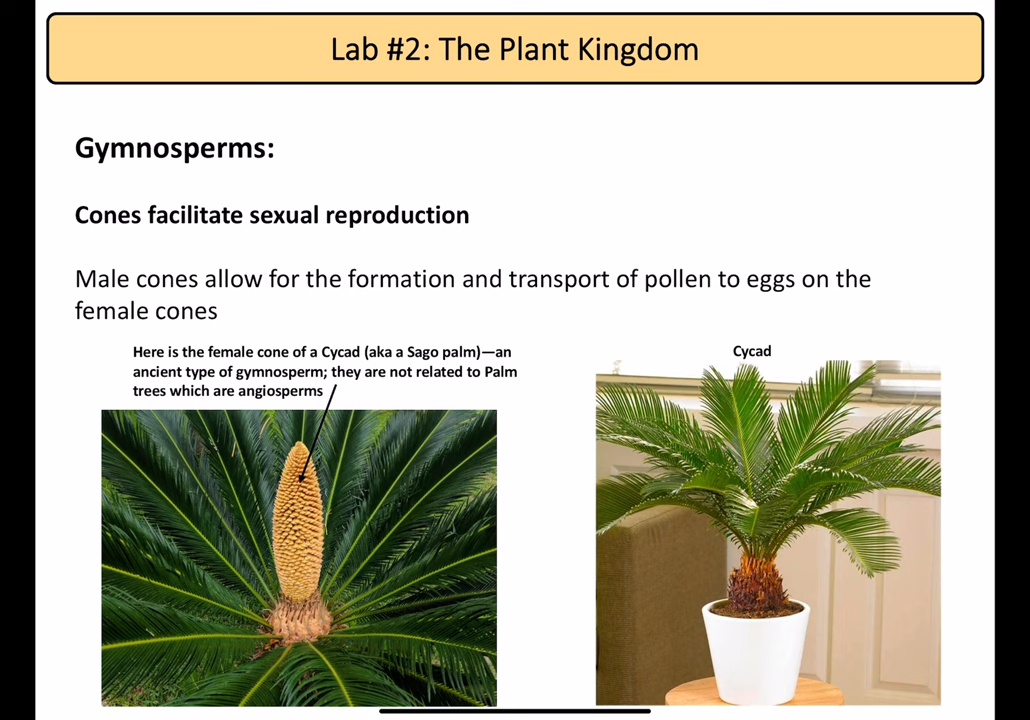 Lab #2: The Plant Kingdom
Gymnosperms:
Cones facilitate sexual reproduction
Male cones allow for the formation and transport of pollen to eggs on the
female cones
Here is the female cone of a Cycad (aka a Sago palm)—an
ancient type of gymnosperm; they are not related to Palm
trees which are angiosperms
Cycad